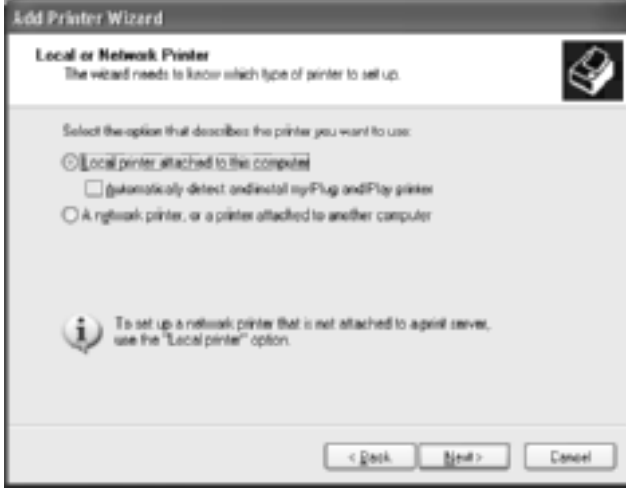 Add Printer Wizard
Local or Network Printer
The wizard needs to know which type of printer to set up.
Select the option that describes the printer you want to use:
Local printer attached to this computer
Automatically detect and install my Plug and Play printer
A network printer, or a printer attached to another computer
To set up a network printer that is not attached to a print server,
use the "Local printer" option.
< Back
Next >
Cancel